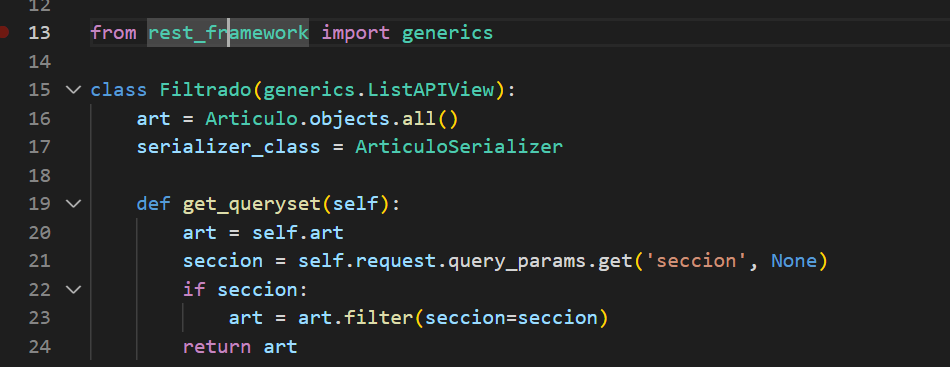 12
13 from rest_framework import generics
14
15 class Filtrado(generics.ListAPIView):
16     art = Articulo.objects.all()
17     serializer_class = ArticuloSerializer
18
19     def get_queryset(self):
20         art = self.art
21         seccion = self.request.query_params.get('seccion', None)
22         if seccion:
23             art = art.filter(seccion=seccion)
24         return art